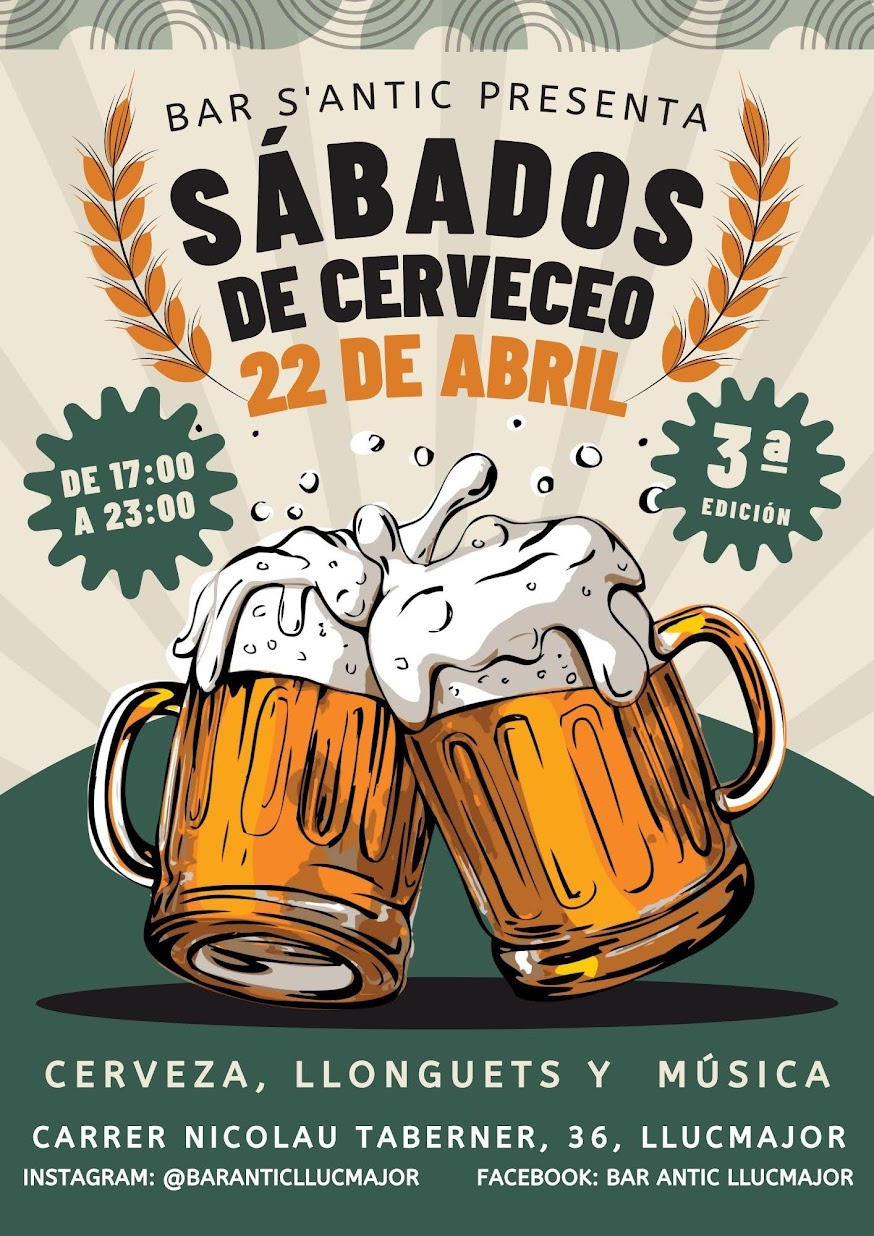 BAR S'ANTIC PRESENTA
SÁBADOS
DE CERVECEO
22 DE ABRIL
DE 17:00
A 23:00
3ª
EDICIÓN
CERVEZA, LLONGUETS Y MÚSICA
CARRER NICOLAU TABERNER, 36, LLUCMAJOR
INSTAGRAM: @BARANTICLLUCMAJOR FACEBOOK: BAR ANTIC LLUCMAJOR